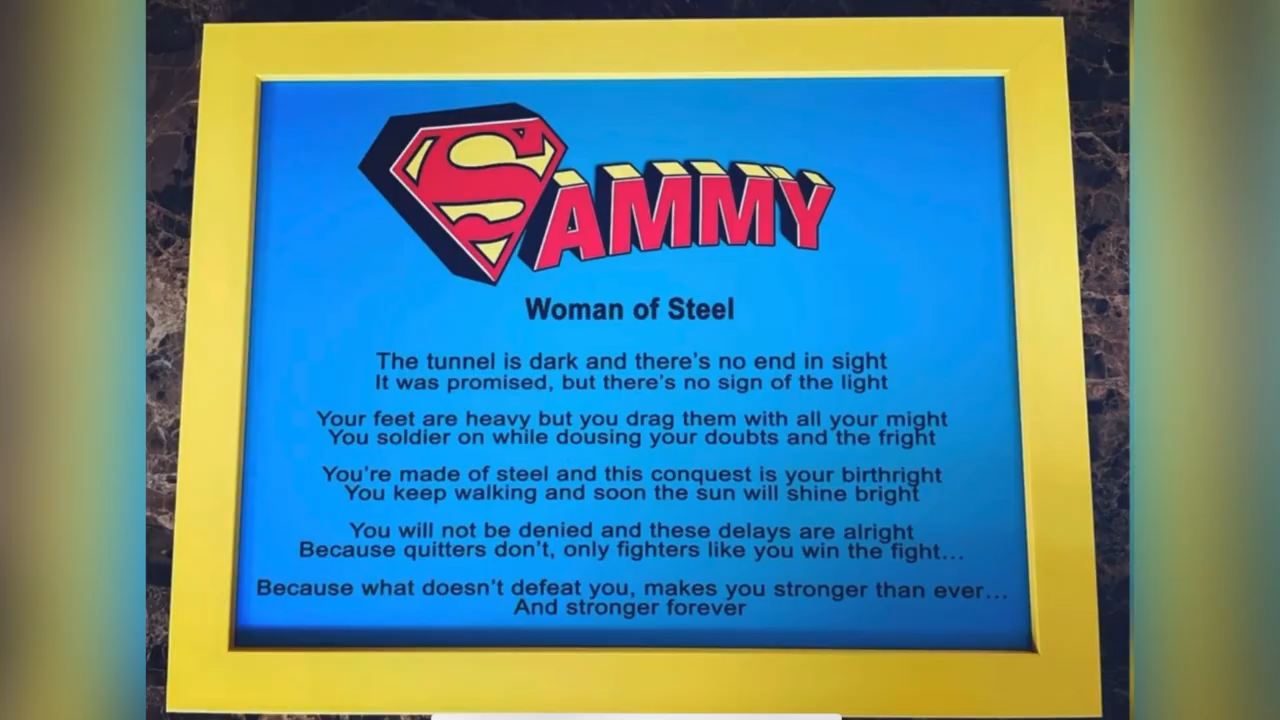 SAMMY
Woman of Steel
The tunnel is dark and there's no end in sight
It was promised, but there's no sign of the light
Your feet are heavy but you drag them with all your might
You soldier on while dousing your doubts and the fright
You're made of steel and this conquest is your birthright
You keep walking and soon the sun will shine bright
You will not be denied and these delays are alright
Because quitters don't, only fighters like you win the fight...
Because what doesn't defeat you, makes you stronger than ever...
And stronger forever